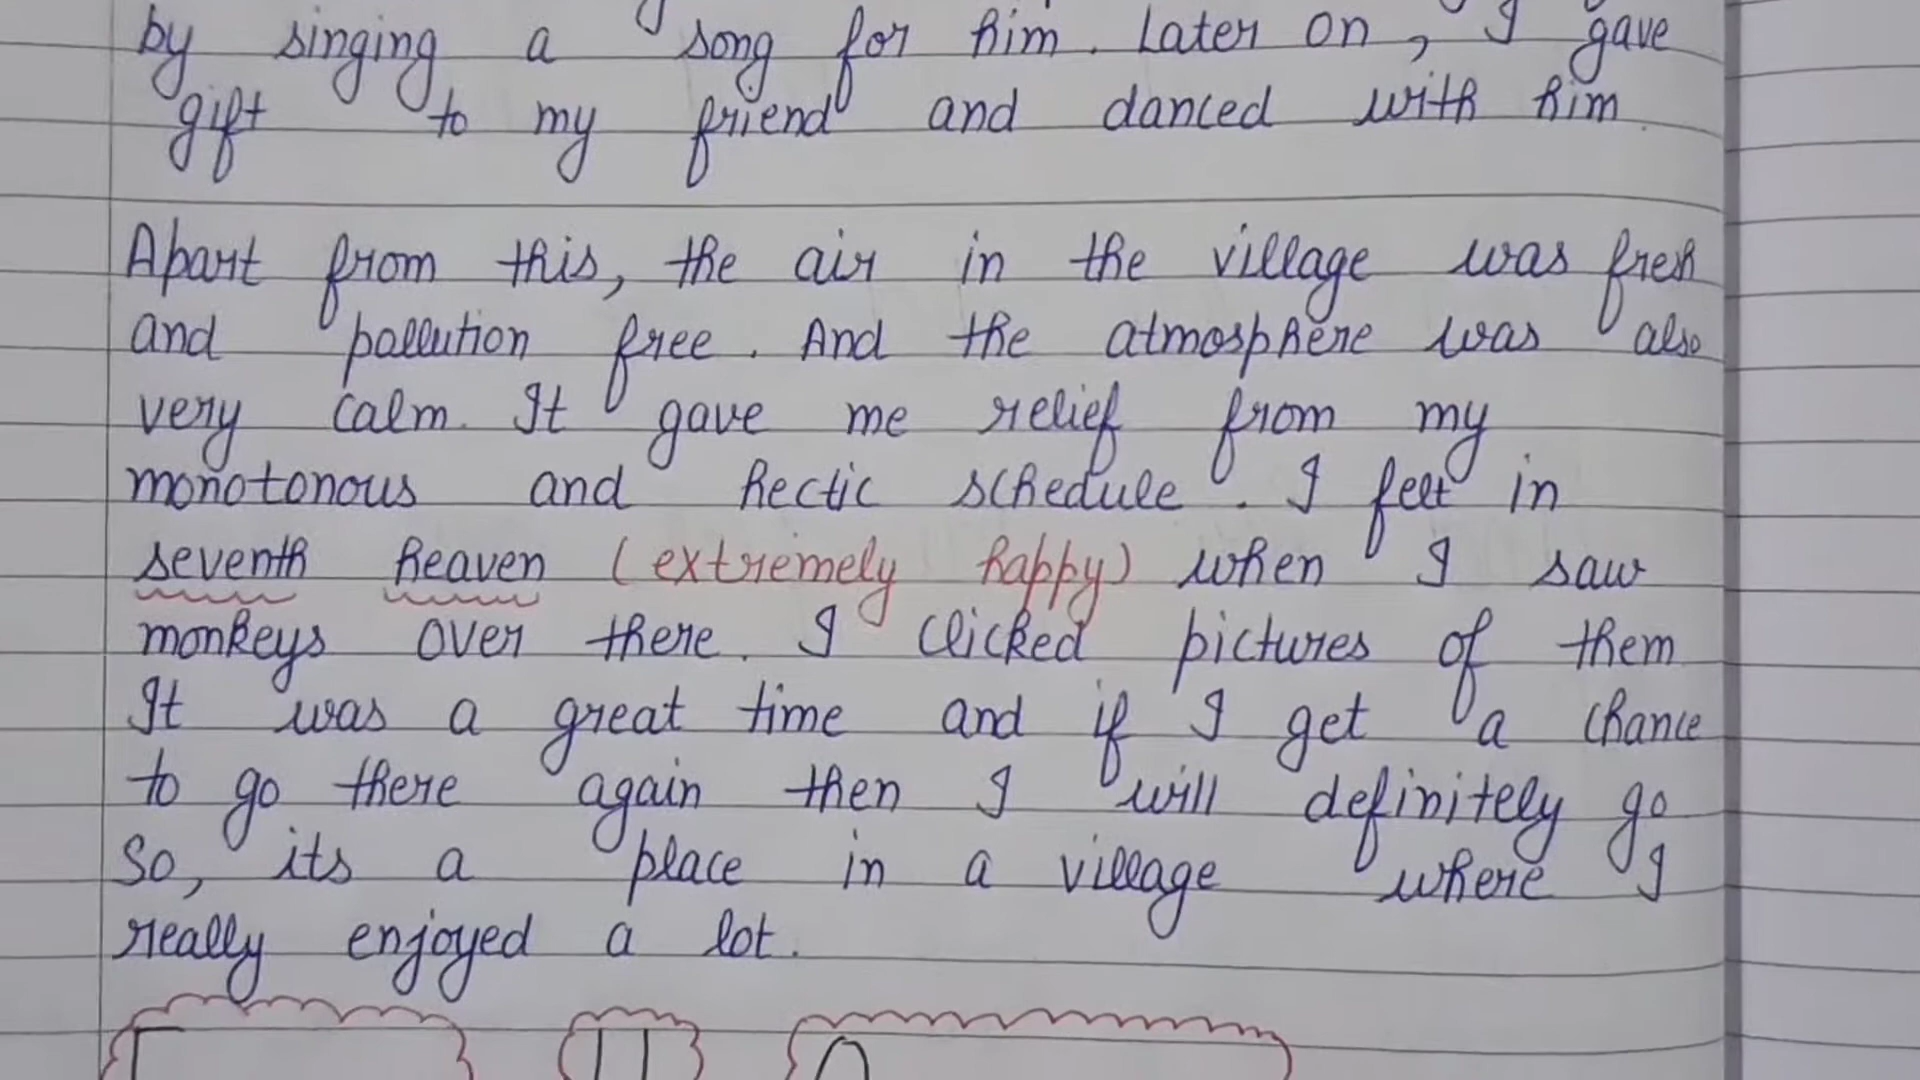 by singing a song for him. Later on, I gave
gift to my friend and danced with him.
Apart from this, the air in the village was fresh
and pollution free. And the atmosphere was also
very calm. It gave me relief from my
monotonous and hectic schedule. I felt in
seventh heaven (extremely happy) when I saw
monkeys over there. I clicked pictures of them
It was a great time and if I get a chance
to go there again then I will definitely go
So, its a place in a village where I
really enjoyed a lot.